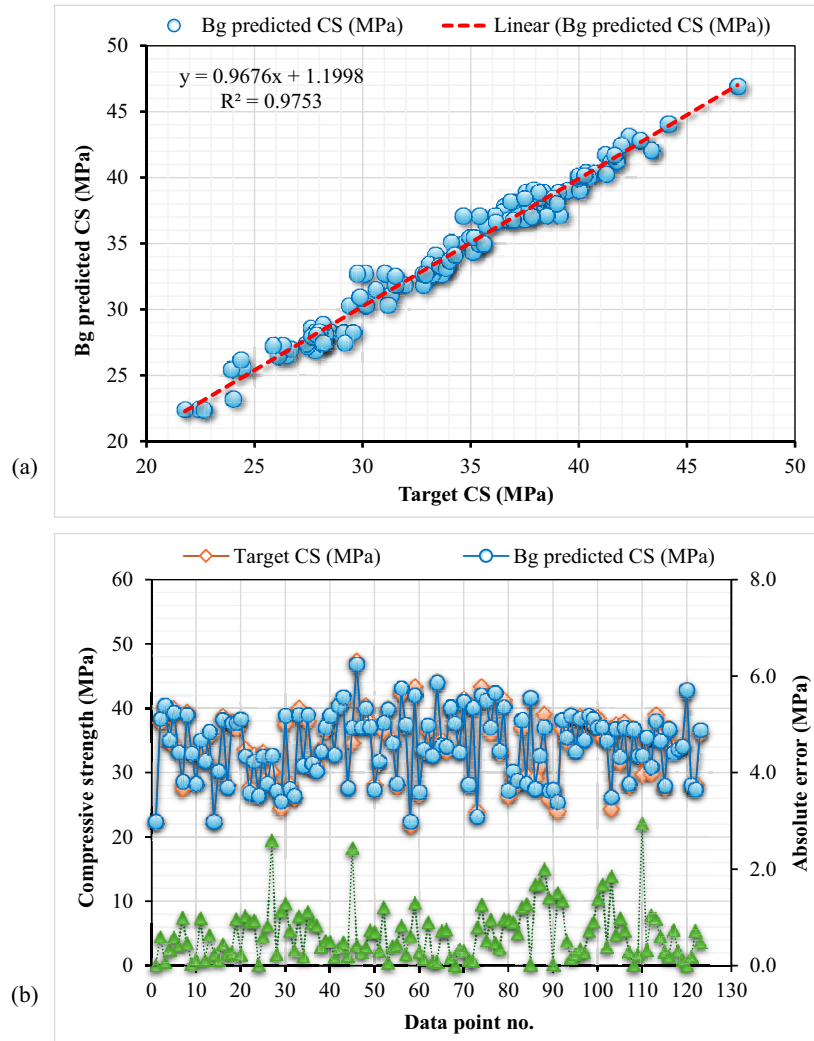 Bg predicted CS (MPa) Linear (Bg predicted CS (MPa))
y = 0.9676x + 1.1998
R² = 0.9753
50
45
40
35
30
25
20
Bg predicted CS (MPa)
20 25 30 35 40 45 50
Target CS (MPa)
(a)
Target CS (MPa) Bg predicted CS (MPa)
60
50
40
30
20
10
0
Compressive strength (MPa)
8.0
6.0
4.0
2.0
0.0
Absolute error (MPa)
0 10 20 30 40 50 60 70 80 90 100 110 120 130
Data point no.
(b)